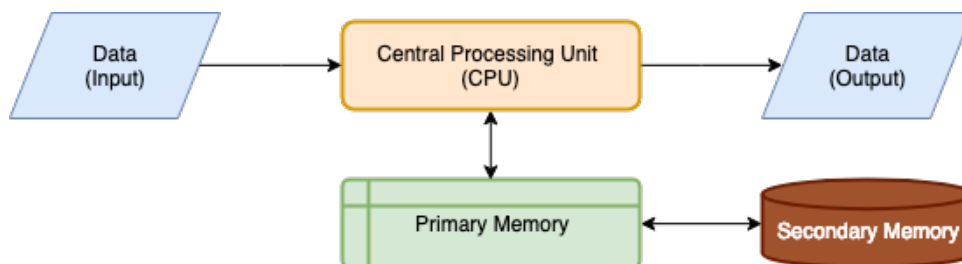 Data
(Input)
Central Processing Unit
(CPU)
Data
(Output)
Primary Memory
Secondary Memory